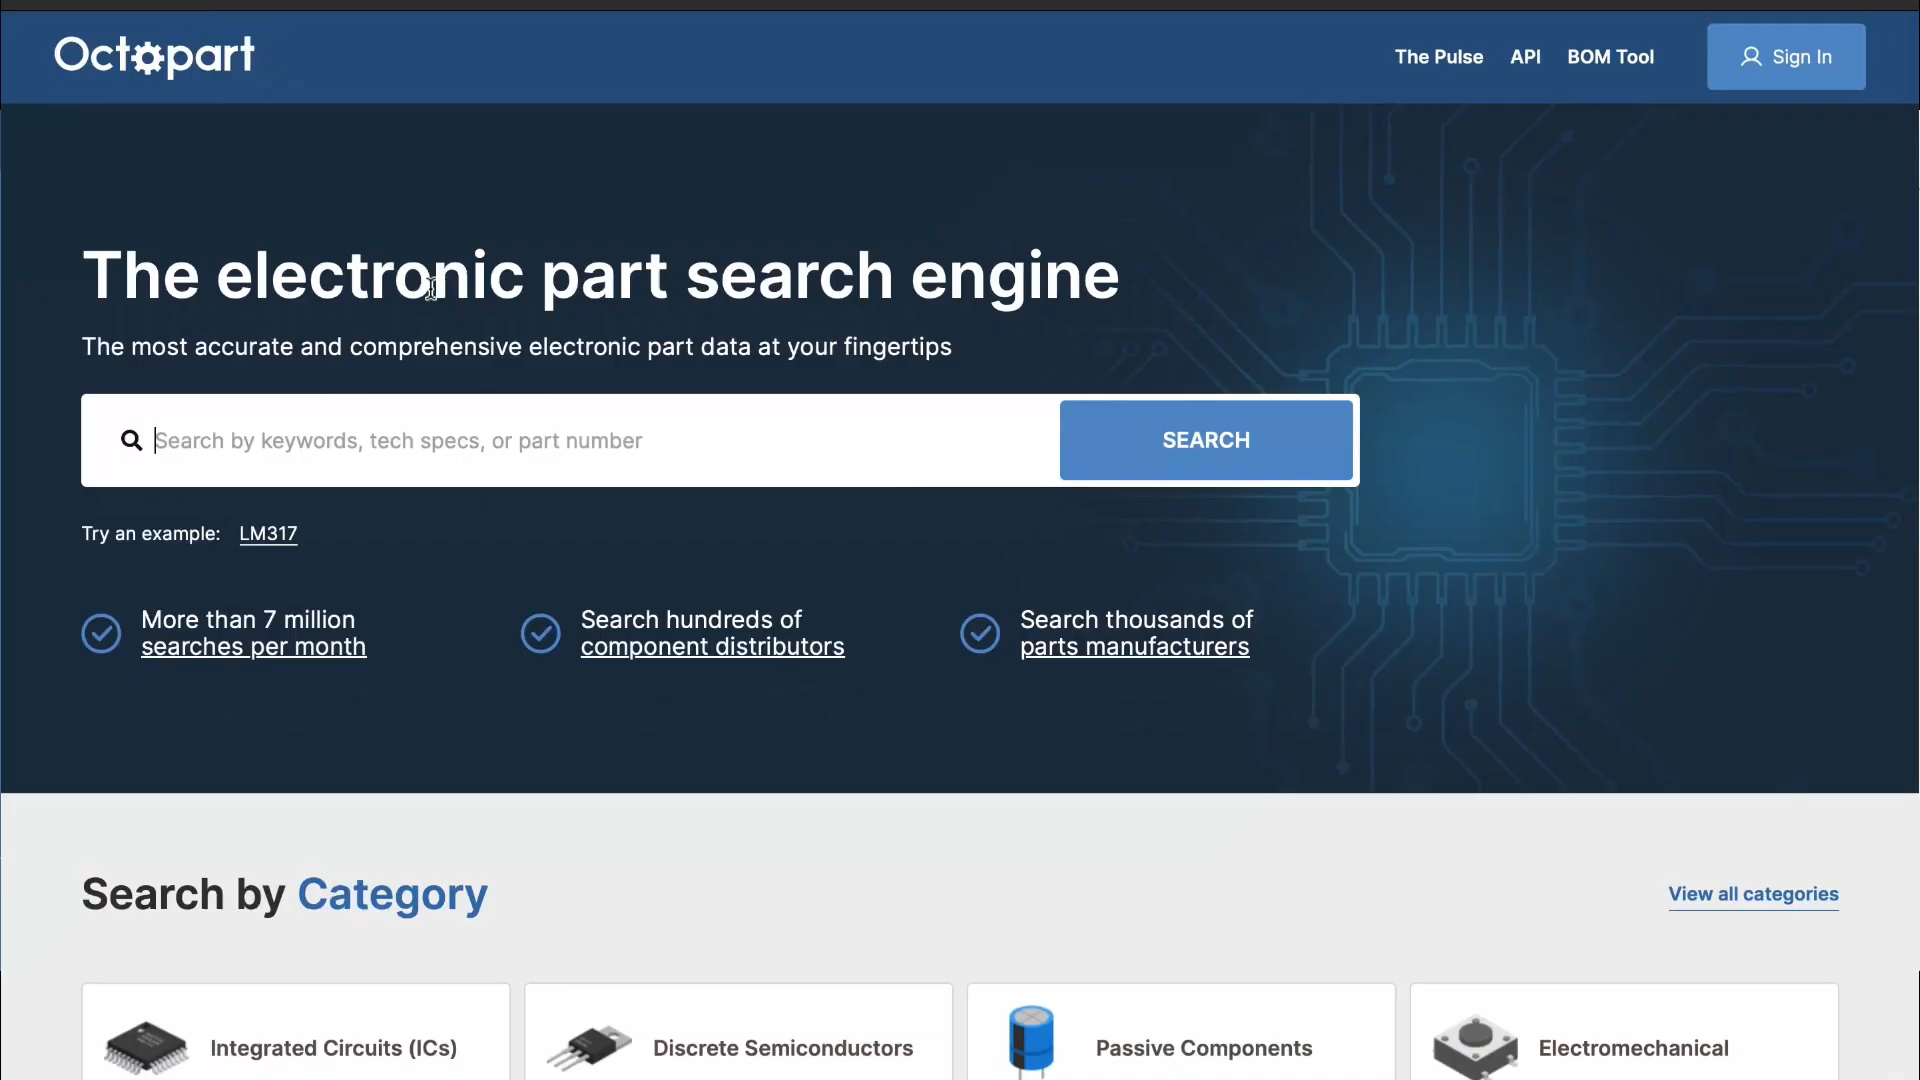 Octopart
The Pulse
API
BOM Tool
Sign In
The electronic part search engine
The most accurate and comprehensive electronic part data at your fingertips
Search by keywords, tech specs, or part number
SEARCH
Try an example: LM317
More than 7 million
searches per month
Search hundreds of
component distributors
Search thousands of
parts manufacturers
Search by Category
View all categories
Integrated Circuits (ICs)
Discrete Semiconductors
Passive Components
Electromechanical